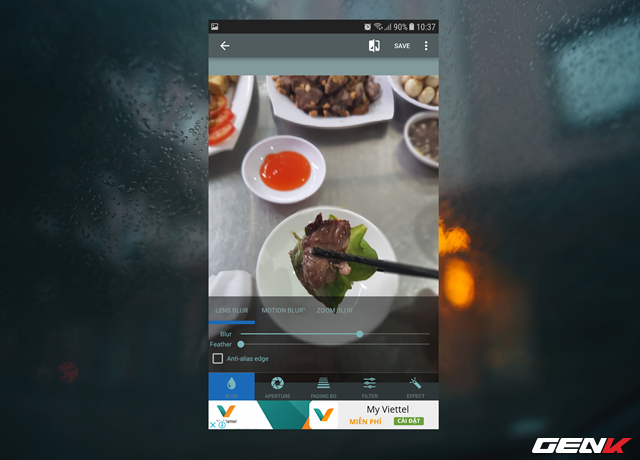 90% 10:37
SAVE
LENS BLUR MOTION BLUR ZOOM BLUR
Blur
Feather
Anti-alias edge
BLUR APERTURE FADING BG FILTER EFFECT
viettel
My Viettel
MIỄN PHÍ CÀI ĐẶT
GENK